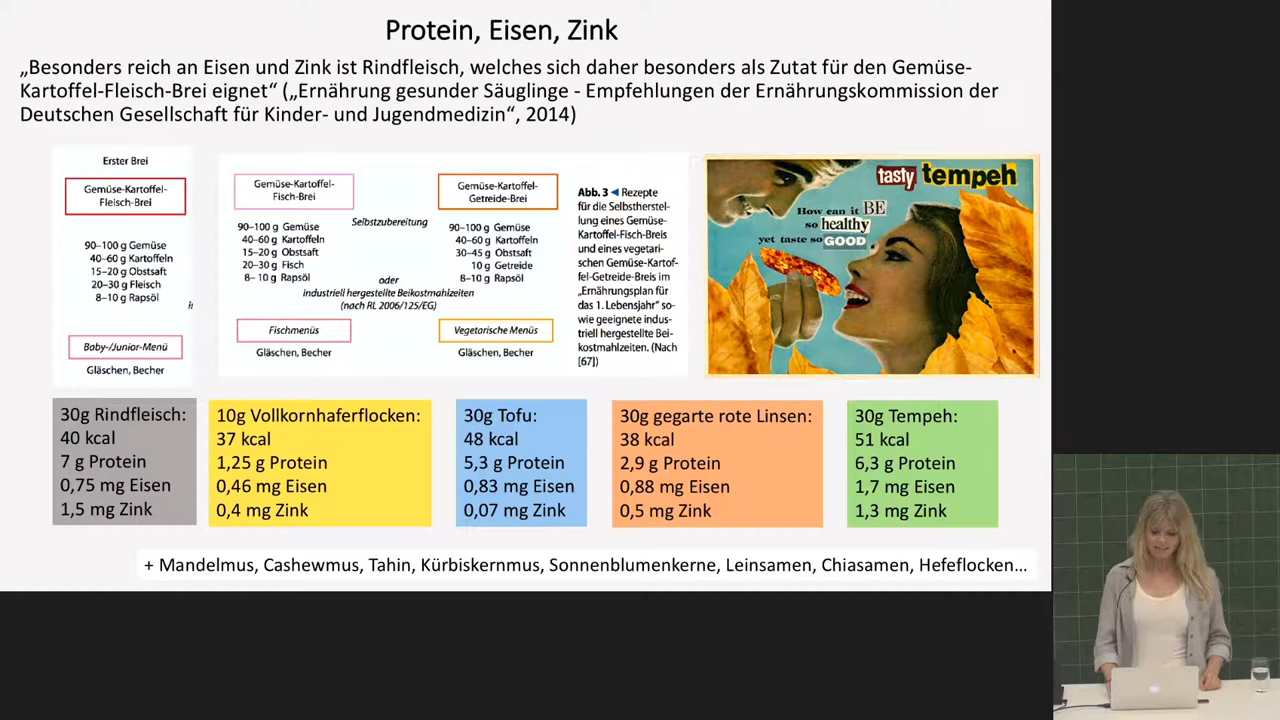 Protein, Eisen, Zink
„Besonders reich an Eisen und Zink ist Rindfleisch, welches sich daher besonders als Zutat für den Gemüse-
Kartoffel-Fleisch-Brei eignet“ („Ernährung gesunder Säuglinge - Empfehlungen der Ernährungskommission der
Deutschen Gesellschaft für Kinder- und Jugendmedizin“, 2014)
Erster Brei
Gemüse-Kartoffel-
Fleisch-Brei
90–100 g Gemüse
40–60 g Kartoffeln
15–20 g Obstsaft
20–30 g Fleisch
8–10 g Rapsöl
Baby-/Junior-Menü
Gläschen, Becher
Gemüse-Kartoffel-
Fisch-Brei
90–100 g Gemüse
40–60 g Kartoffeln
15–20 g Obstsaft
20–30 g Fisch
8–10 g Rapsöl
Selbstzubereitung
oder
industriell hergestellte Beikostmahlzeiten
(nach RL 2006/125/EG)
Fischmenüs
Gläschen, Becher
Gemüse-Kartoffel-
Getreide-Brei
90–100 g Gemüse
40–60 g Kartoffeln
30–45 g Obstsaft
10 g Getreide
8–10 g Rapsöl
Vegetarische Menüs
Gläschen, Becher
Abb. 3 ◄ Rezepte
für die Selbstherstel-
lung eines Gemüse-
Kartoffel-Fisch-Breis
und eines vegetari-
schen Gemüse-Kartof-
fel-Getreide-Breis im
„Ernährungsplan für
das 1. Lebensjahr“ so-
wie geeignete indus-
triell hergestellte Bei-
kostmahlzeiten. (Nach
[67])
tasty tempeh
How can it BE
so healthy
yet taste so GOOD
30g Rindfleisch:
40 kcal
7 g Protein
0,75 mg Eisen
1,5 mg Zink
10g Vollkornhaferflocken:
37 kcal
1,25 g Protein
0,46 mg Eisen
0,4 mg Zink
30g Tofu:
48 kcal
5,3 g Protein
0,83 mg Eisen
0,07 mg Zink
30g gegarte rote Linsen:
38 kcal
2,9 g Protein
0,88 mg Eisen
0,5 mg Zink
30g Tempeh:
51 kcal
6,3 g Protein
1,7 mg Eisen
1,3 mg Zink
+ Mandelmus, Cashewmus, Tahin, Kürbiskernmus, Sonnenblumenkerne, Leinsamen, Chiasamen, Hefeflocken…